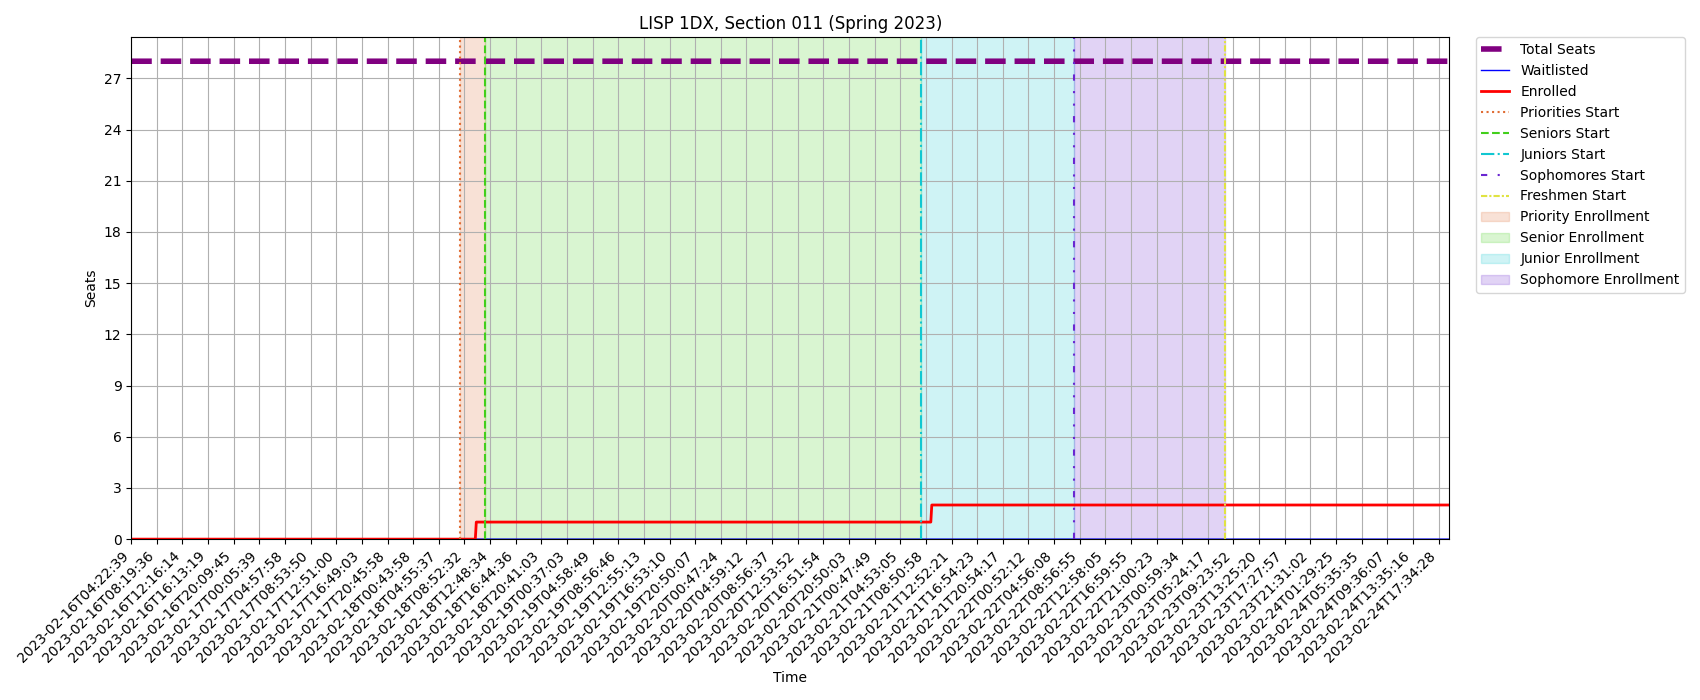 LISP 1DX, Section 011 (Spring 2023)
Total Seats
Waitlisted
Enrolled
Priorities Start
Seniors Start
Juniors Start
Sophomores Start
Freshmen Start
Priority Enrollment
Senior Enrollment
Junior Enrollment
Sophomore Enrollment
Seats
27
24
21
18
15
12
9
6
3
0
2023-02-16T04:22:39
2023-02-16T08:19:36
2023-02-16T12:16:14
2023-02-16T16:13:19
2023-02-16T20:09:45
2023-02-17T00:05:39
2023-02-17T04:57:58
2023-02-17T08:53:50
2023-02-17T12:51:00
2023-02-17T16:49:03
2023-02-17T20:45:58
2023-02-18T00:43:58
2023-02-18T04:55:37
2023-02-18T08:52:32
2023-02-18T12:48:34
2023-02-18T16:44:36
2023-02-18T20:41:03
2023-02-19T00:37:03
2023-02-19T04:58:49
2023-02-19T08:56:46
2023-02-19T12:55:13
2023-02-19T16:53:10
2023-02-19T20:50:07
2023-02-20T00:47:24
2023-02-20T04:59:12
2023-02-20T08:56:37
2023-02-20T12:53:52
2023-02-20T16:51:54
2023-02-20T20:50:03
2023-02-21T00:47:49
2023-02-21T04:53:05
2023-02-21T08:50:58
2023-02-21T12:52:21
2023-02-21T16:54:23
2023-02-21T20:54:17
2023-02-22T00:52:12
2023-02-22T04:56:08
2023-02-22T08:56:55
2023-02-22T12:58:05
2023-02-22T16:59:55
2023-02-22T21:00:23
2023-02-23T00:59:34
2023-02-23T05:24:17
2023-02-23T09:23:52
2023-02-23T13:25:20
2023-02-23T17:27:57
2023-02-23T21:31:02
2023-02-24T01:29:25
2023-02-24T05:35:35
2023-02-24T09:36:07
2023-02-24T13:35:16
2023-02-24T17:34:28
Time